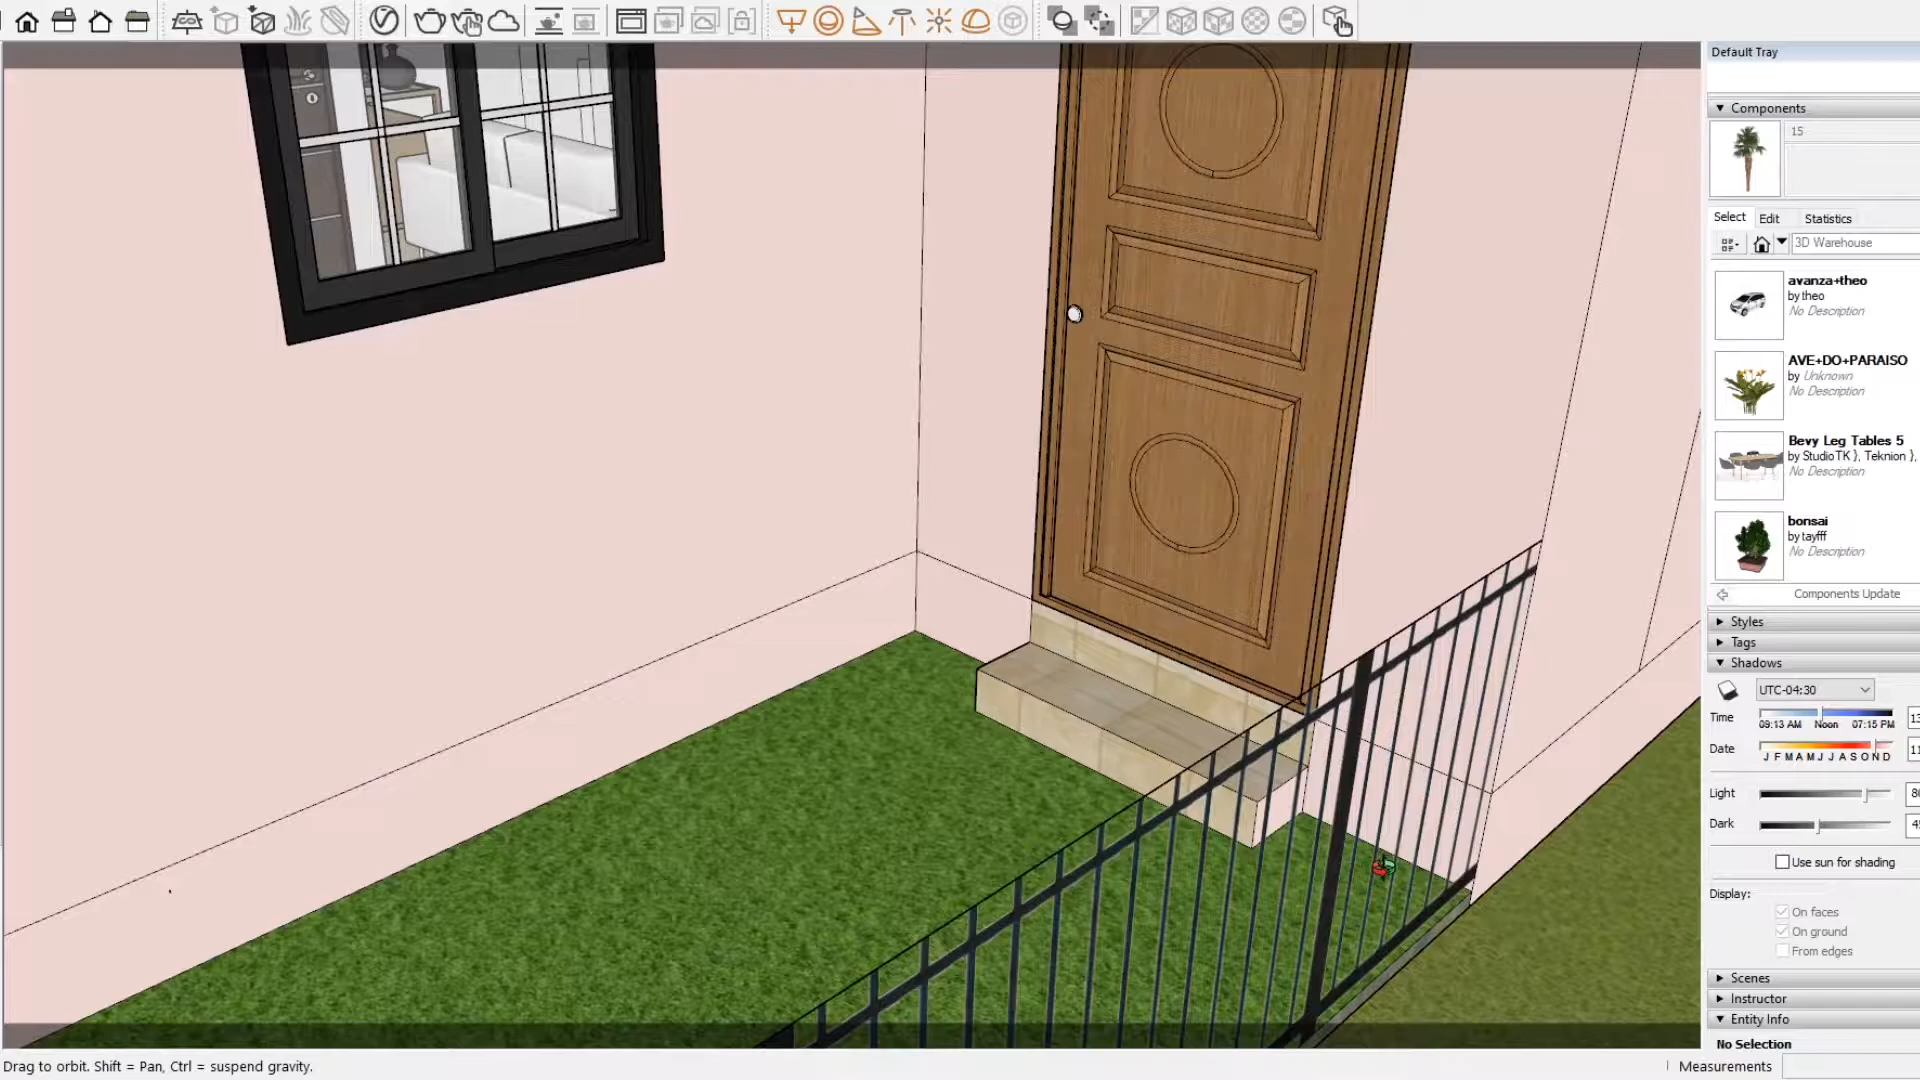 Default Tray
Components
15
Select Edit Statistics
3D Warehouse
avanza+theo
by theo
No Description
AVE+DO+PARAISO
by Unknown
No Description
Bevy Leg Tables 5
by StudioTK }, Teknion },
No Description
bonsai
by tayfff
No Description
Components Update
Styles
Tags
Shadows
UTC-04:30
Time
09:13 AM Noon 07:15 PM
13
Date
J F M A M J J A S O N D
11
Light
80
Dark
45
Use sun for shading
Display:
On faces
On ground
From edges
Scenes
Instructor
Entity Info
No Selection
Drag to orbit. Shift = Pan, Ctrl = suspend gravity.
Measurements